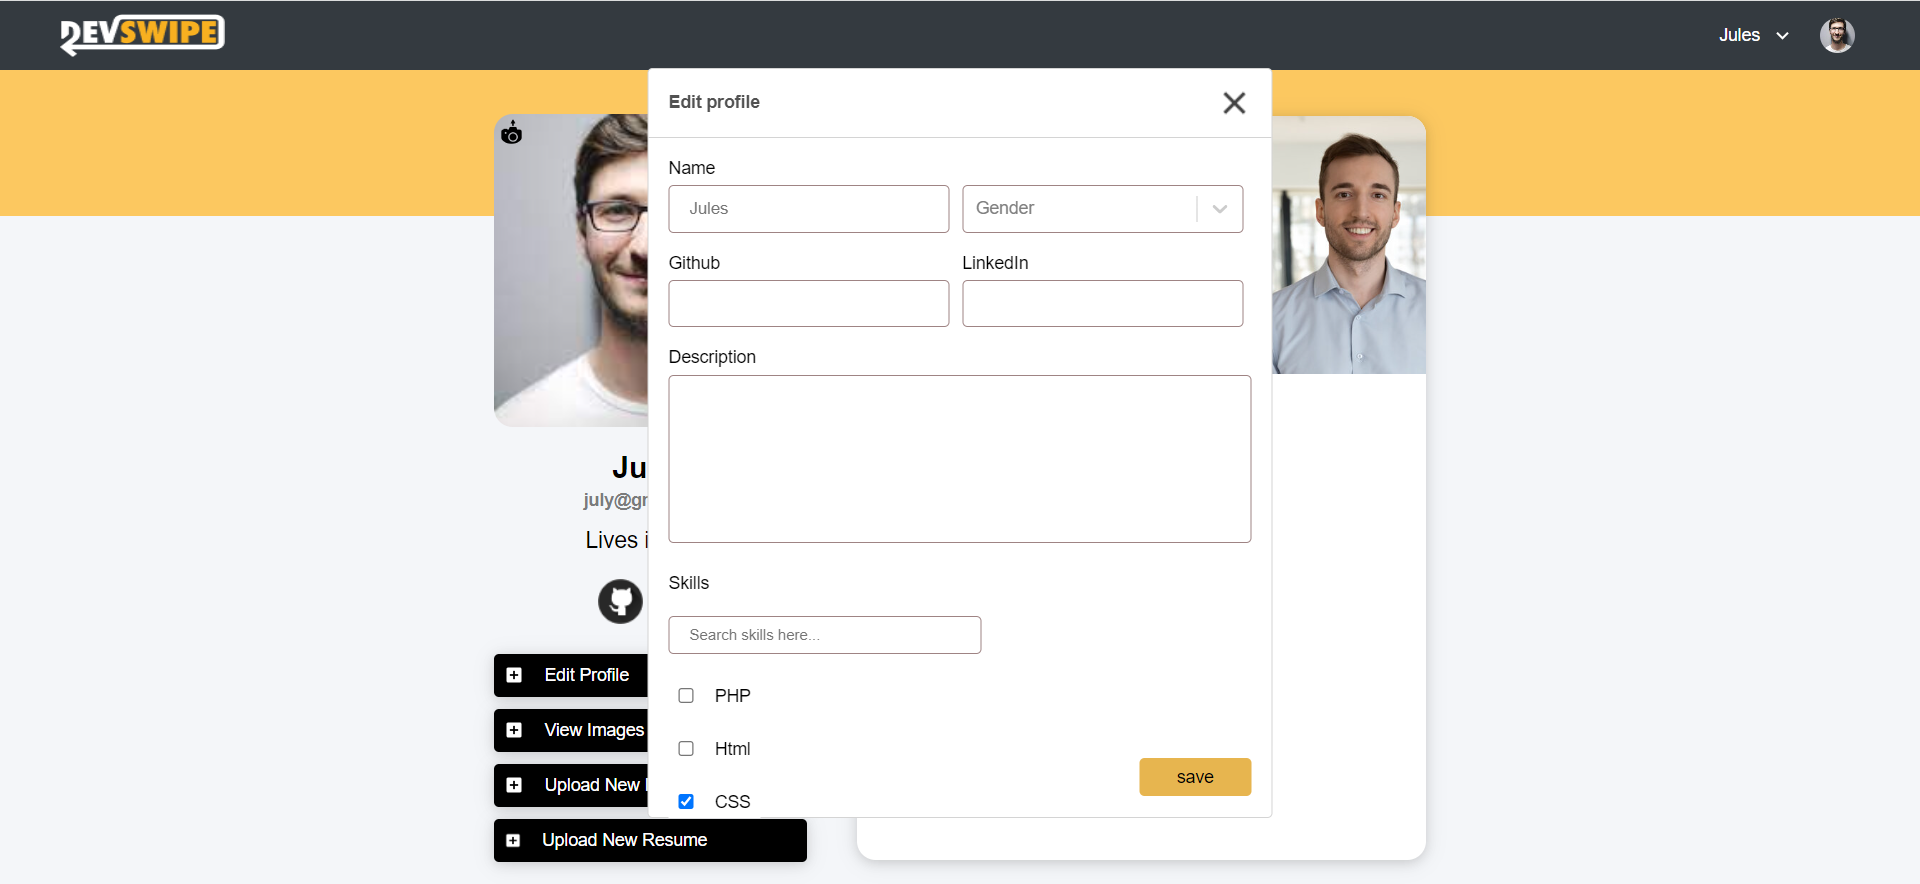 DEVSWIPE
Jules
Edit profile
Name
Jules
Gender
Github
LinkedIn
Description
Ju
july@gr
Lives i
Skills
Search skills here...
Edit Profile
PHP
View Images
Html
Upload New
save
CSS
Upload New Resume